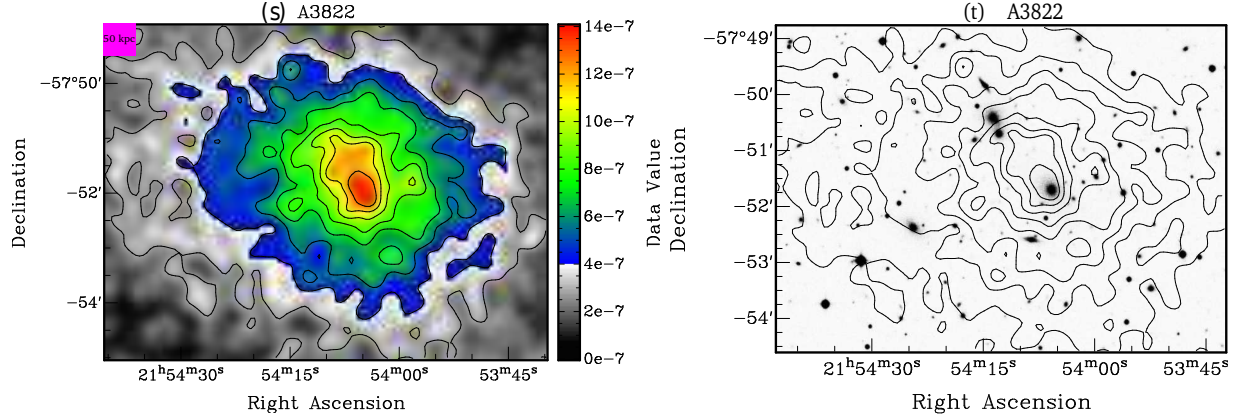 (s) A3822
50 kpc
−57°50′
−52′
−54′
Declination
21ʰ54ᵐ30ˢ 54ᵐ15ˢ 54ᵐ00ˢ 53ᵐ45ˢ
Right Ascension
14e−7
12e−7
10e−7
8e−7
6e−7
4e−7
2e−7
0e−7
Data Value
(t) A3822
−57°49′
−50′
−51′
−52′
−53′
−54′
Declination
21ʰ54ᵐ30ˢ 54ᵐ15ˢ 54ᵐ00ˢ 53ᵐ45ˢ
Right Ascension